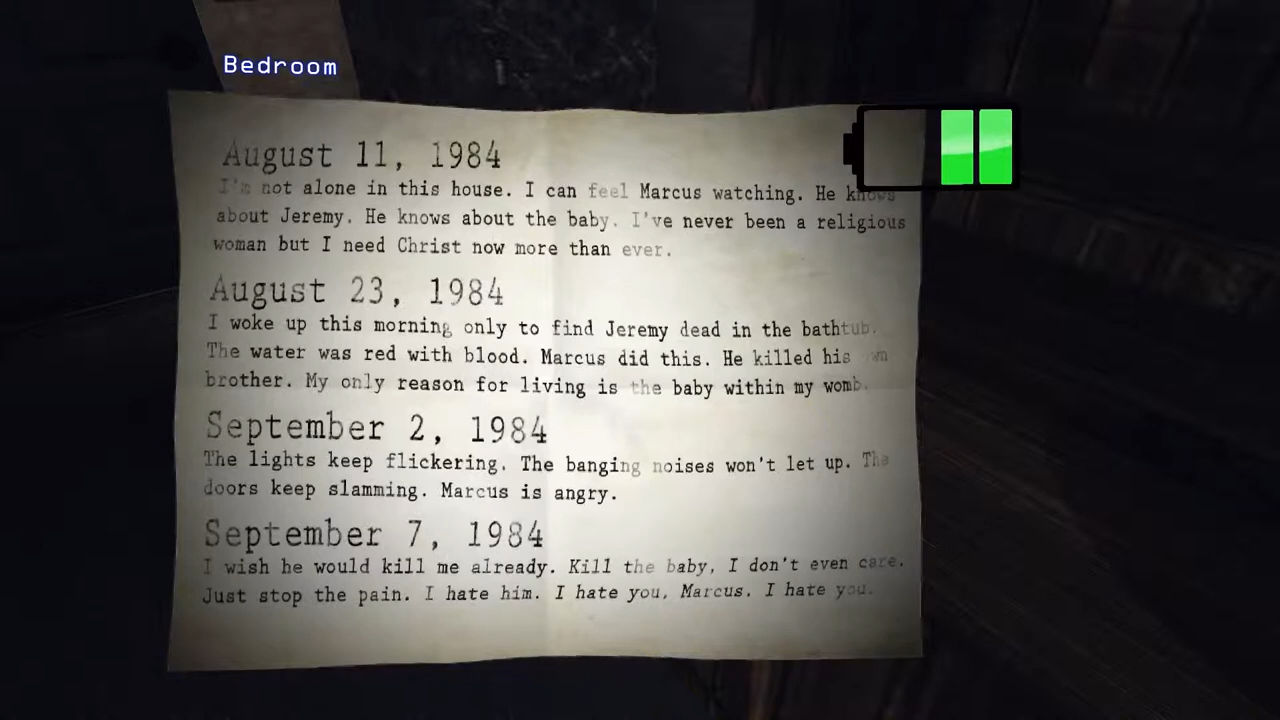 Bedroom
August 11, 1984
I'm not alone in this house. I can feel Marcus watching. He knows
about Jeremy. He knows about the baby. I've never been a religious
woman but I need Christ now more than ever.
August 23, 1984
I woke up this morning only to find Jeremy dead in the bathtub.
The water was red with blood. Marcus did this. He killed his own
brother. My only reason for living is the baby within my womb.
September 2, 1984
The lights keep flickering. The banging noises won't let up. The
doors keep slamming. Marcus is angry.
September 7, 1984
I wish he would kill me already. Kill the baby, I don't even care.
Just stop the pain. I hate him. I hate you, Marcus. I hate you.